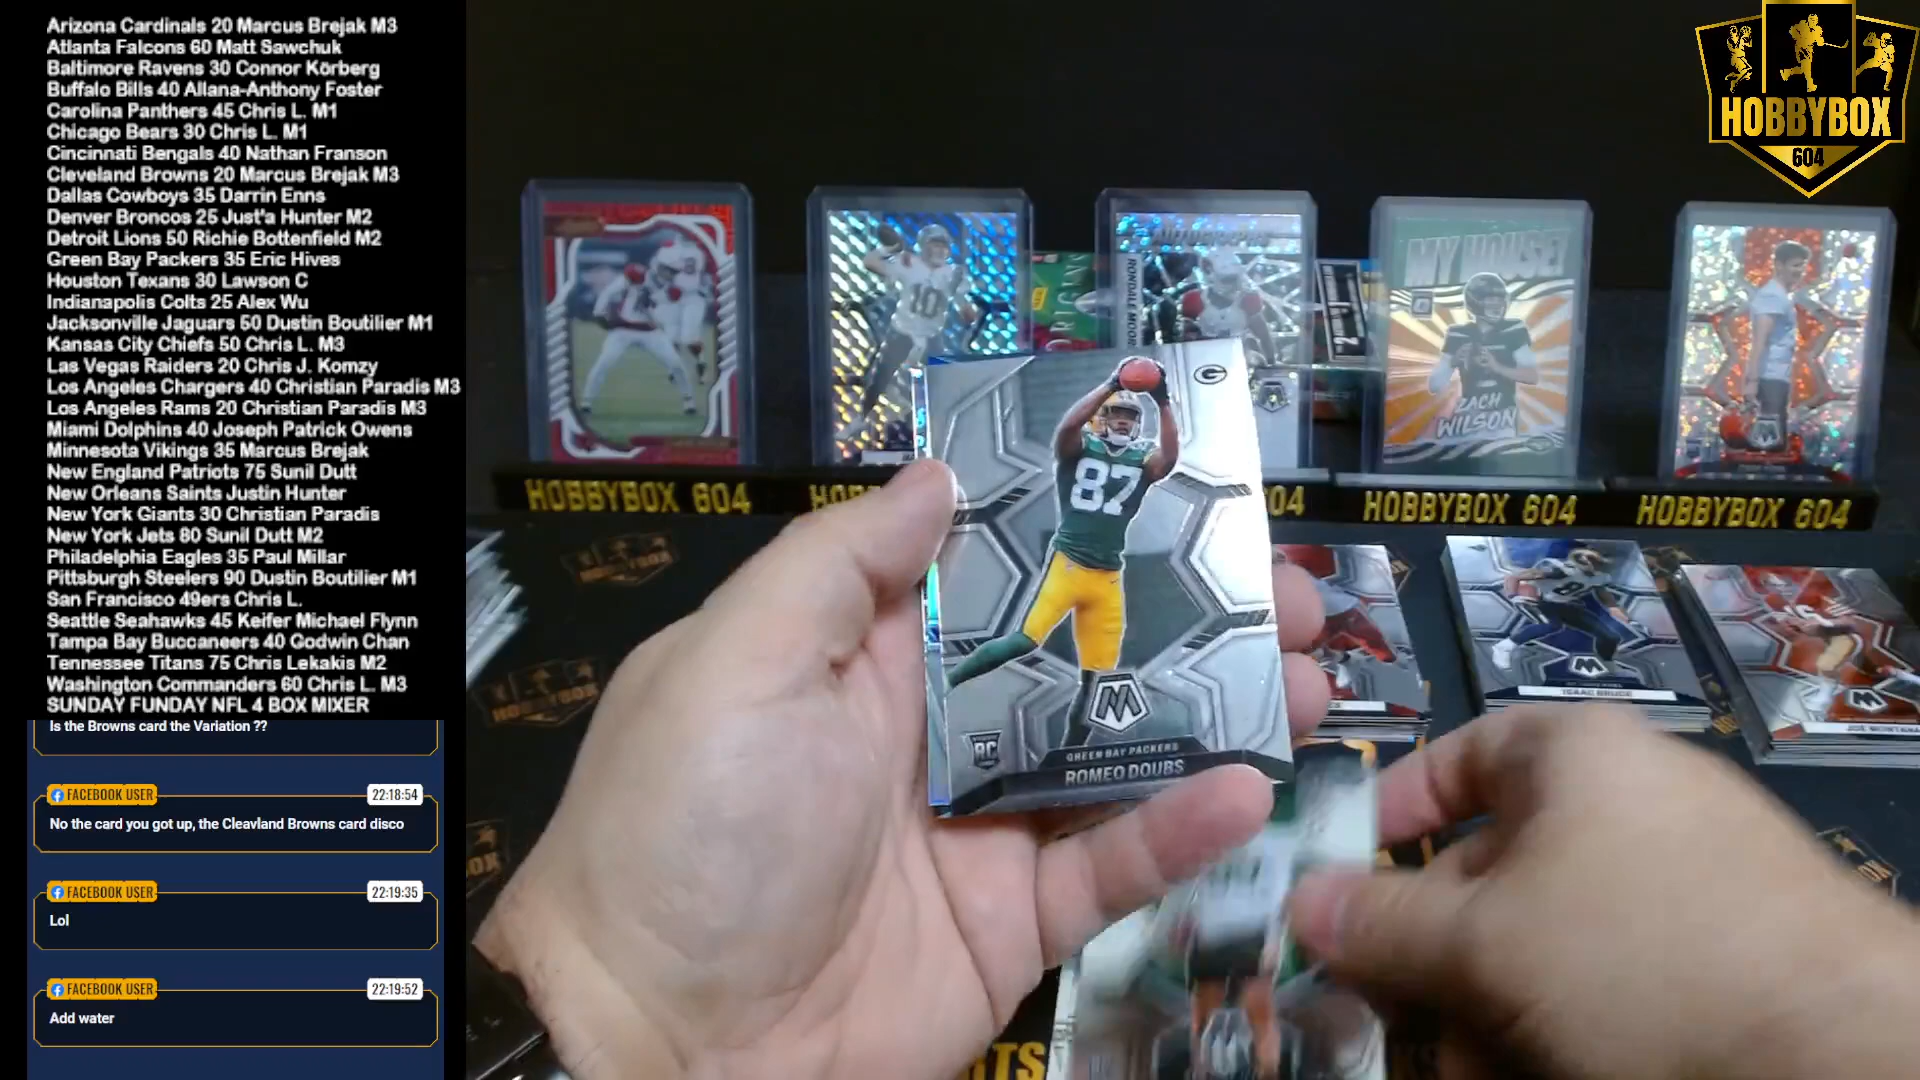 Arizona Cardinals 20 Marcus Brejak M3
Atlanta Falcons 60 Matt Sawchuk
Baltimore Ravens 30 Connor Körberg
Buffalo Bills 40 Allana-Anthony Foster
Carolina Panthers 45 Chris L. M1
Chicago Bears 30 Chris L. M1
Cincinnati Bengals 40 Nathan Franson
Cleveland Browns 20 Marcus Brejak M3
Dallas Cowboys 35 Darrin Enns
Denver Broncos 25 Just'a Hunter M2
Detroit Lions 50 Richie Bottenfield M2
Green Bay Packers 35 Eric Hives
Houston Texans 30 Lawson C
Indianapolis Colts 25 Alex Wu
Jacksonville Jaguars 50 Dustin Boutilier M1
Kansas City Chiefs 50 Chris L. M3
Las Vegas Raiders 20 Chris J. Komzy
Los Angeles Chargers 40 Christian Paradis M3
Los Angeles Rams 20 Christian Paradis M3
Miami Dolphins 40 Joseph Patrick Owens
Minnesota Vikings 35 Marcus Brejak
New England Patriots 75 Sunil Dutt
New Orleans Saints Justin Hunter
New York Giants 30 Christian Paradis
New York Jets 80 Sunil Dutt M2
Philadelphia Eagles 35 Paul Millar
Pittsburgh Steelers 90 Dustin Boutilier M1
San Francisco 49ers Chris L.
Seattle Seahawks 45 Keifer Michael Flynn
Tampa Bay Buccaneers 40 Godwin Chan
Tennessee Titans 75 Chris Lekakis M2
Washington Commanders 60 Chris L. M3
SUNDAY FUNDAY NFL 4 BOX MIXER
Is the Browns card the Variation ??
FACEBOOK USER 22:18:54
No the card you got up, the Cleavland Browns card disco
FACEBOOK USER 22:19:35
Lol
FACEBOOK USER 22:19:52
Add water
HOBBYBOX
604
10
RONDALE MOOR
MY HOUSE!
ZACH
WILSON
HOBBYBOX 604
HOBBYBOX 604
HOBBYBOX 604
G
87
M
RC
GREEN BAY PACKERS
ROMEO DOUBS
ISAAC BRUCE
JOE MONTANA